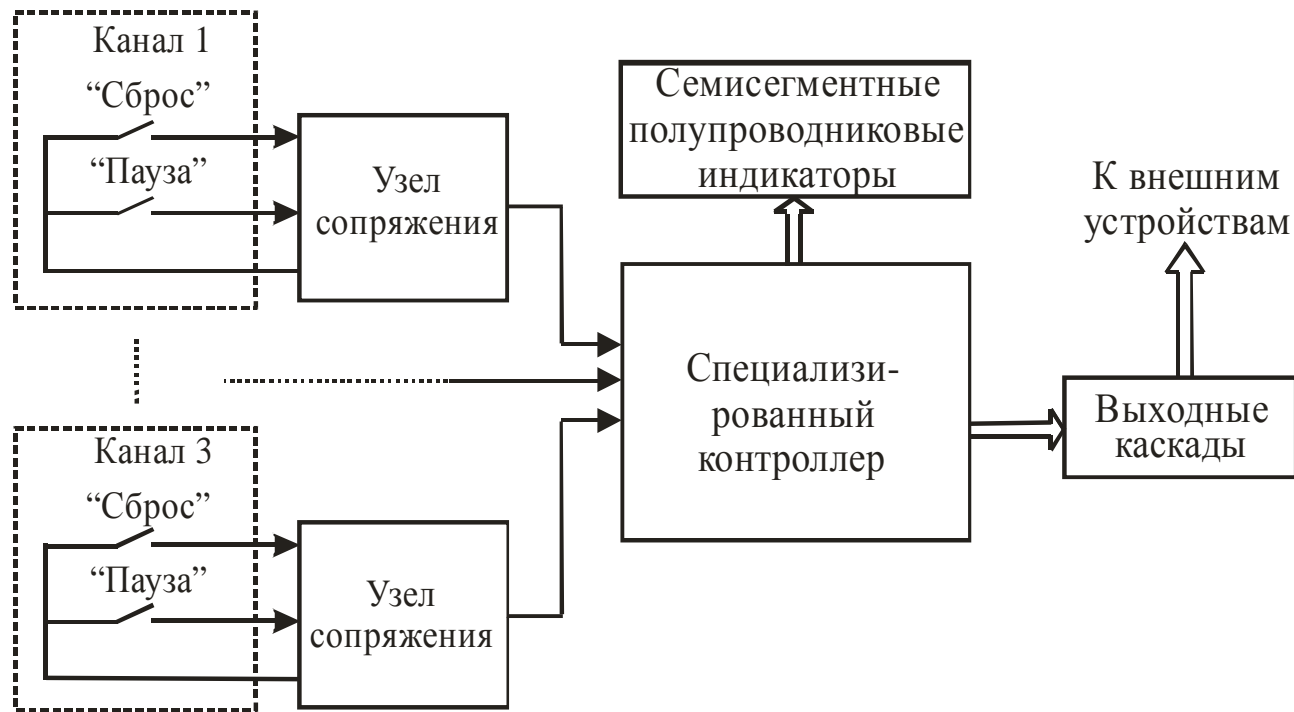 Канал 1
“Сброс”
“Пауза”
Узел
сопряжения
Семисегментные
полупроводниковые
индикаторы
К внешним
устройствам
Специализи-
рованный
контроллер
Выходные
каскады
Канал 3
“Сброс”
“Пауза”
Узел
сопряжения